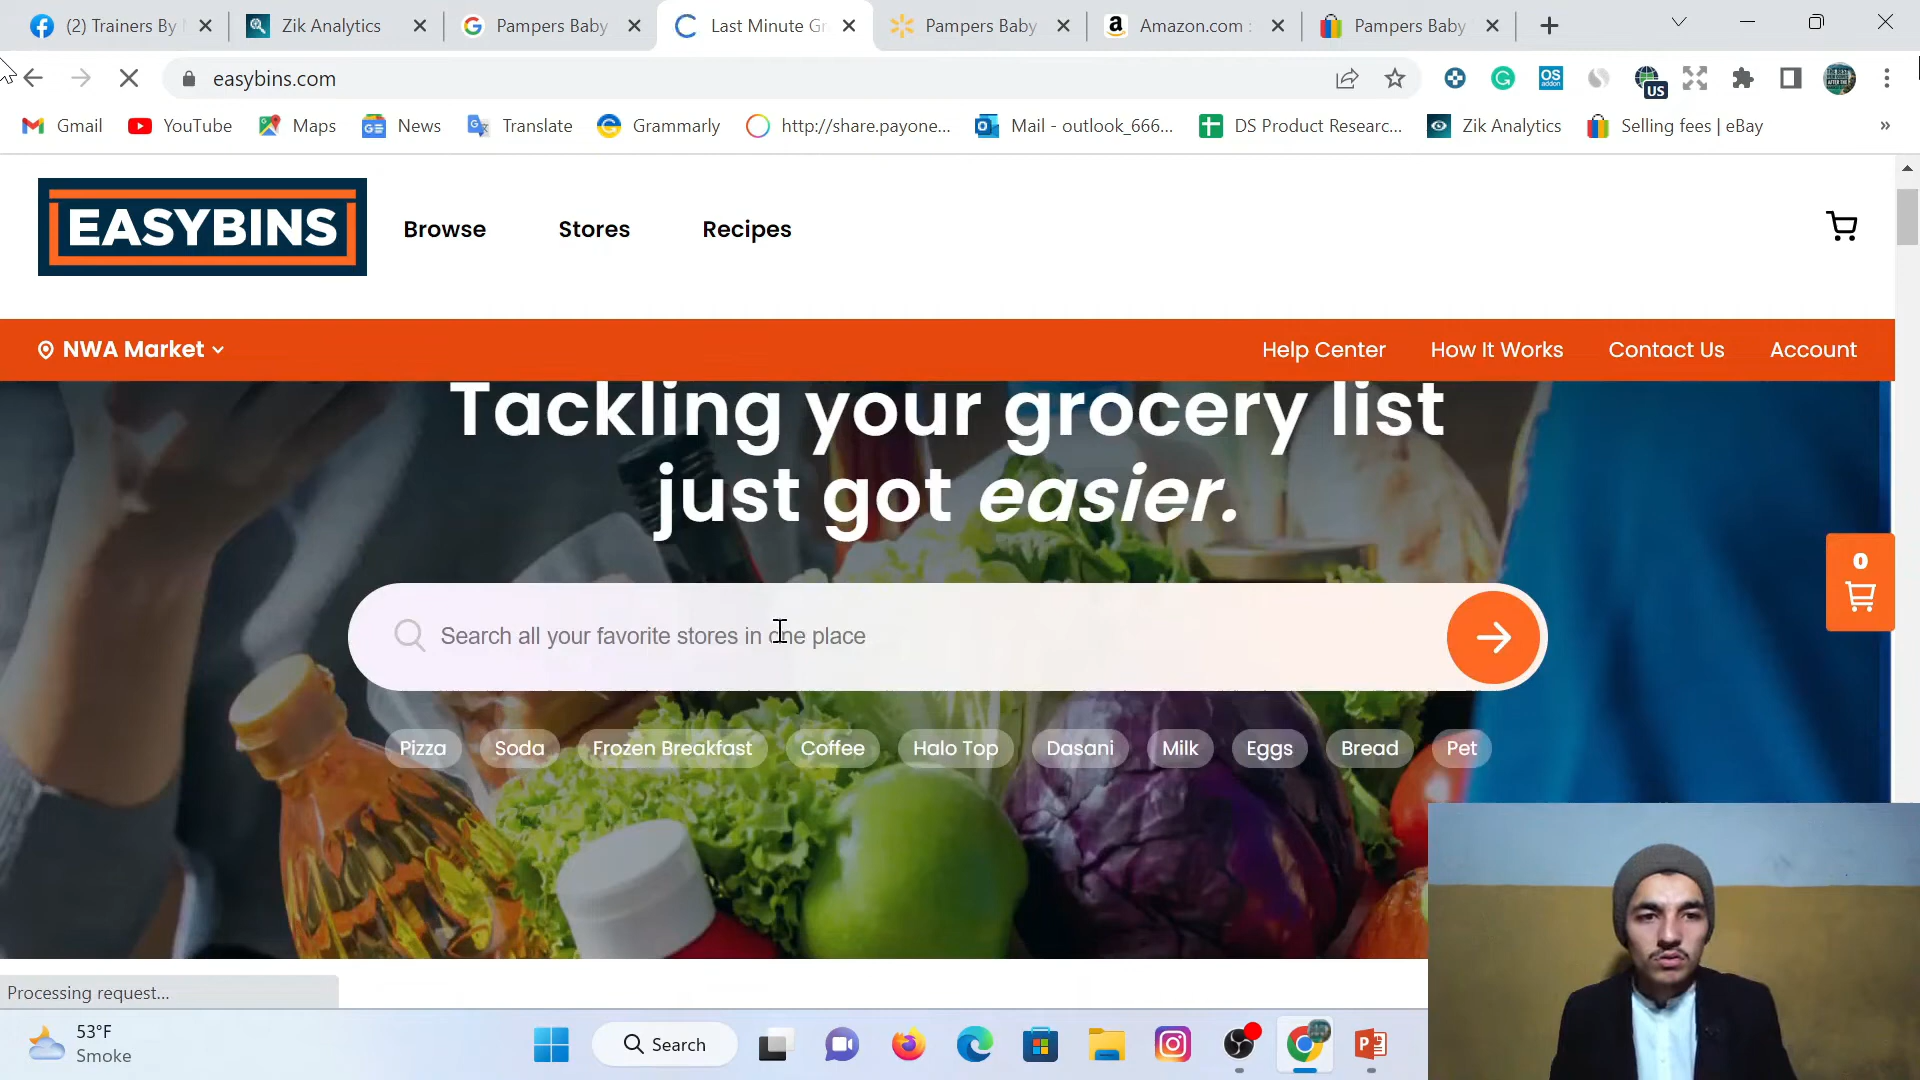 (2) Trainers By
Zik Analytics
Pampers Baby
Last Minute Gr
Pampers Baby
Amazon.com :
Pampers Baby
easybins.com
US
Gmail
YouTube
Maps
News
Translate
Grammarly
http://share.payone...
Mail - outlook_666...
DS Product Researc...
Zik Analytics
Selling fees | eBay
»
EASYBINS
Browse
Stores
Recipes
NWA Market
Help Center
How It Works
Contact Us
Account
Tackling your grocery list
just got easier.
0
Search all your favorite stores in one place
Pizza
Soda
Frozen Breakfast
Coffee
Halo Top
Dasani
Milk
Eggs
Bread
Pet
Processing request...
53°F
Smoke
Search